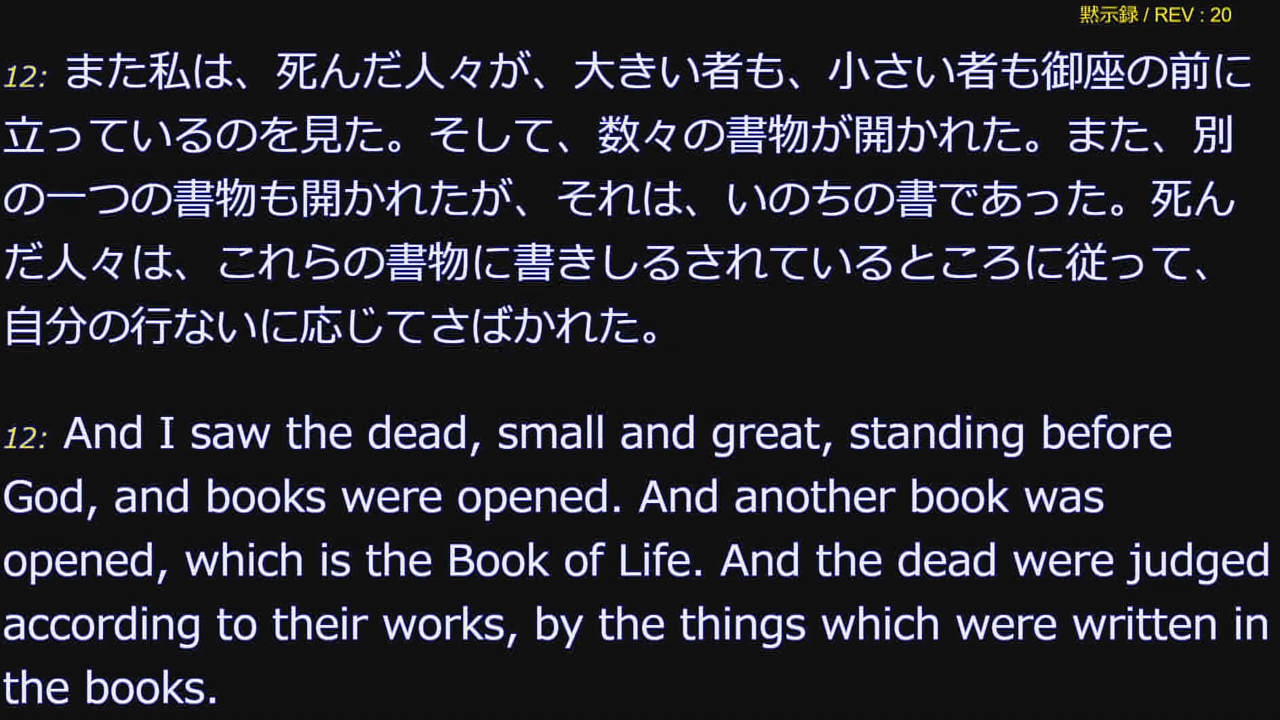 黙示録 / REV : 20
12: また私は、死んだ人々が、大きい者も、小さい者も御座の前に
立っているのを見た。そして、数々の書物が開かれた。また、別
の一つの書物も開かれたが、それは、いのちの書であった。死ん
だ人々は、これらの書物に書きしるされているところに従って、
自分の行ないに応じてさばかれた。
12: And I saw the dead, small and great, standing before
God, and books were opened. And another book was
opened, which is the Book of Life. And the dead were judged
according to their works, by the things which were written in
the books.